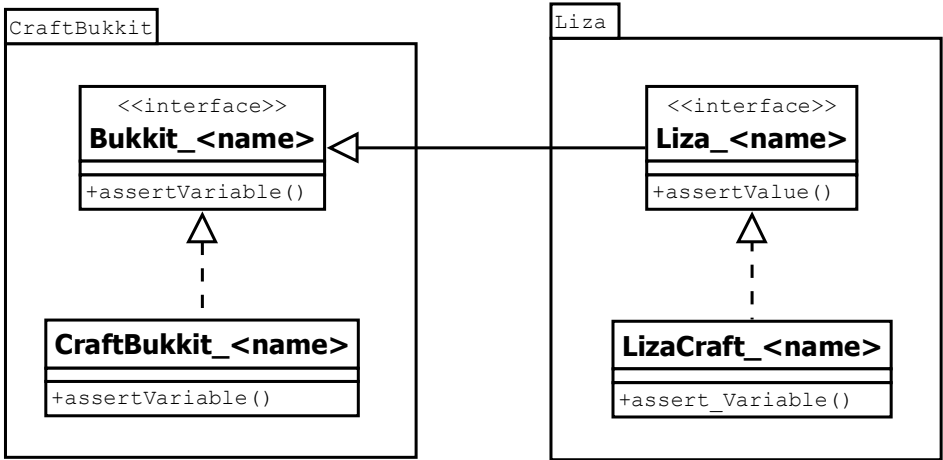 CraftBukkit
<<interface>>
Bukkit_<name>
+assertVariable()
CraftBukkit_<name>
+assertVariable()
Liza
<<interface>>
Liza_<name>
+assertValue()
LizaCraft_<name>
+assert_Variable()